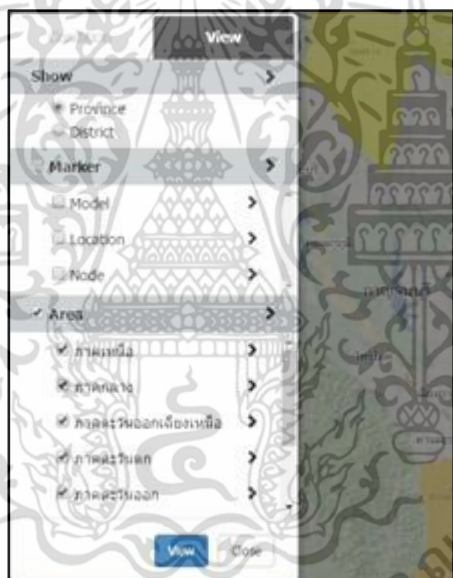 View
Show
Province
District
Marker
Model
Location
Node
Area
ภาคเหนือ
ภาคกลาง
ภาคตะวันออกเฉียงเหนือ
ภาคตะวันตก
ภาคตะวันออก
View
Close